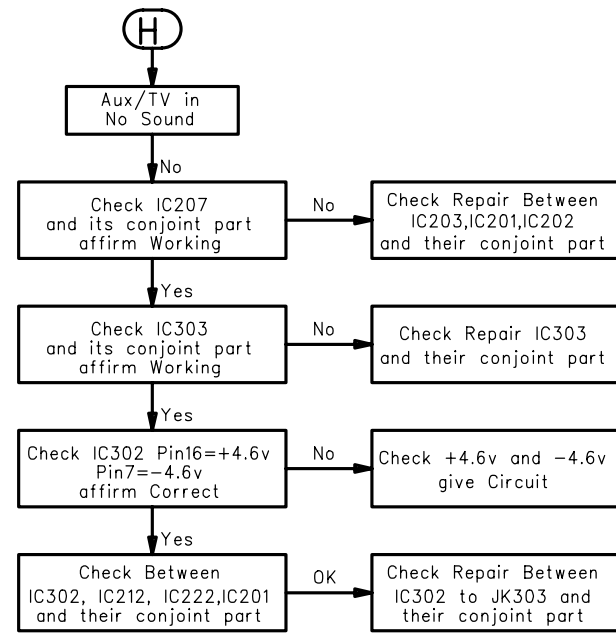 H
Aux/TV in
No Sound
No
Check IC207
and its conjoint part
affirm Working
No
Check Repair Between
IC203,IC201,IC202
and their conjoint part
Yes
Check IC303
and its conjoint part
affirm Working
No
Check Repair IC303
and their conjoint part
Yes
Check IC302 Pin16=+4.6v
Pin7=-4.6v
affirm Correct
No
Check +4.6v and -4.6v
give Circuit
Yes
Check Between
IC302, IC212, IC222,IC201
and their conjoint part
OK
Check Repair Between
IC302 to JK303 and
their conjoint part